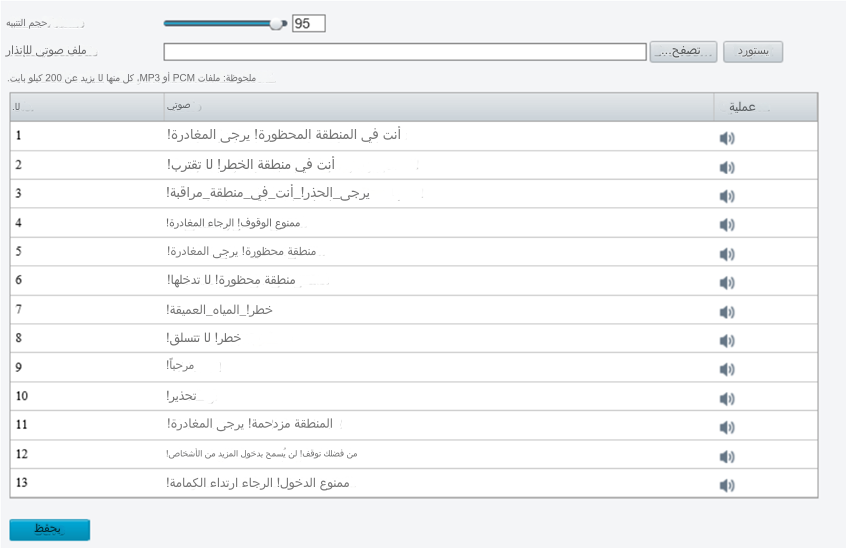 حجم التنبيه 95
ملف صوتي للإنذار تصفح... يستورد
ملحوظة: ملفات PCM أو MP3، كل منها لا يزيد عن 200 كيلو بايت.
لا. صوتي عملية
1 أنت في المنطقة المحظورة! يرجى المغادرة!
2 أنت في منطقة الخطر! لا تقترب!
3 يرجى_الحذر!_أنت_في_منطقة_مراقبة!
4 ممنوع الوقوف! الرجاء المغادرة!
5 منطقة محظورة! يرجى المغادرة!
6 منطقة محظورة! لا تدخلها!
7 خطر!_المياه_العميقة!
8 خطر! لا تتسلق!
9 مرحباً!
10 تحذير!
11 المنطقة مزدحمة! يرجى المغادرة!
12 من فضلك توقف! لن يُسمح بدخول المزيد من الأشخاص!
13 ممنوع الدخول! الرجاء ارتداء الكمامة!
يحفظ